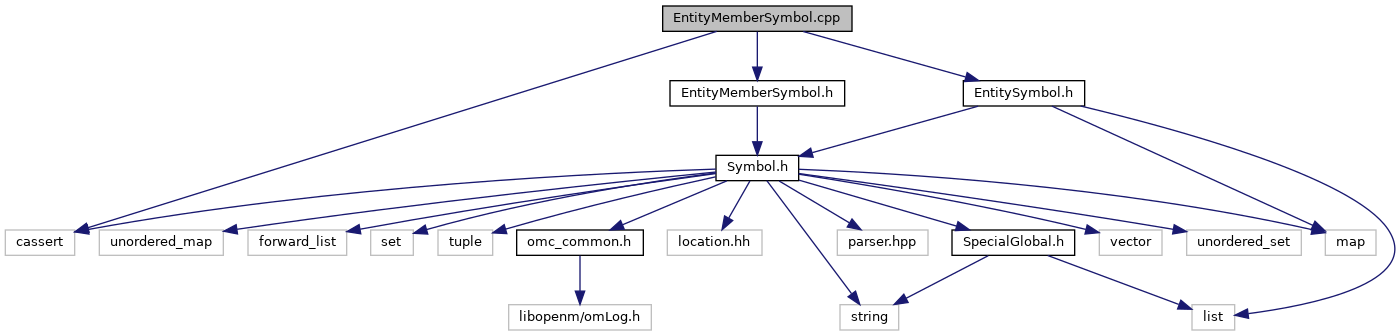 EntityMemberSymbol.cpp
EntityMemberSymbol.h
EntitySymbol.h
Symbol.h
cassert
unordered_map
forward_list
set
tuple
omc_common.h
location.hh
parser.hpp
SpecialGlobal.h
vector
unordered_set
map
libopenm/omLog.h
string
list